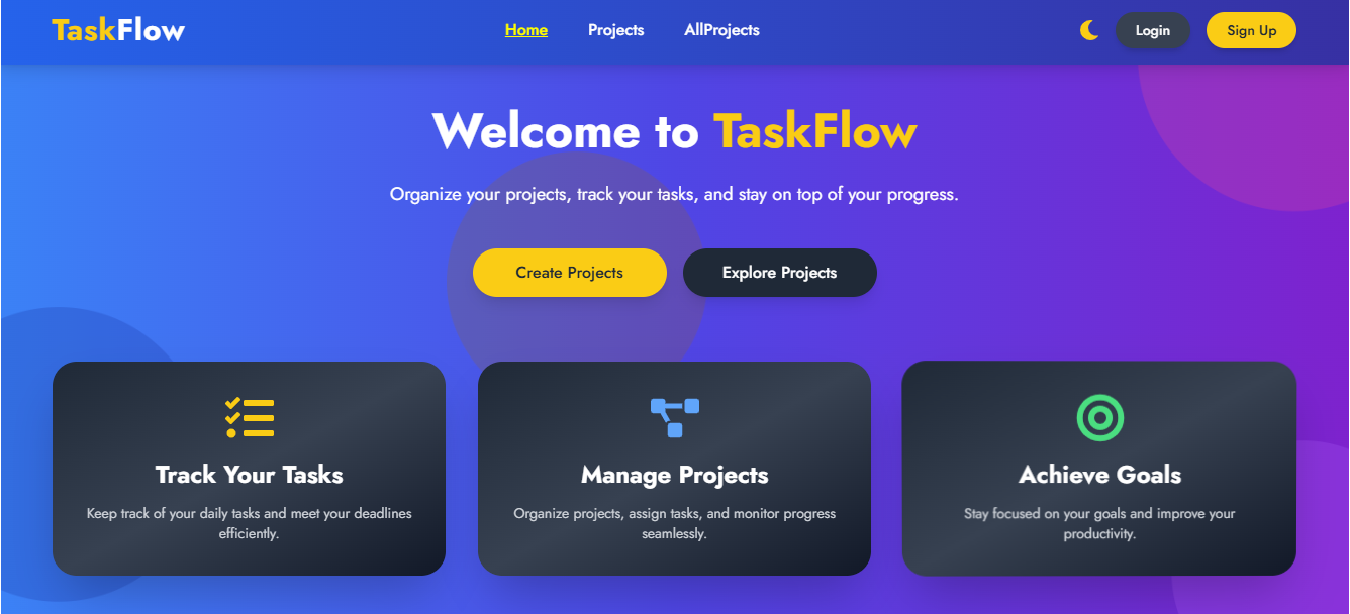 TaskFlow
Home
Projects
AllProjects
Login
Sign Up
Welcome to TaskFlow
Organize your projects, track your tasks, and stay on top of your progress.
Create Projects
Explore Projects
Track Your Tasks
Keep track of your daily tasks and meet your deadlines
efficiently.
Manage Projects
Organize projects, assign tasks, and monitor progress
seamlessly.
Achieve Goals
Stay focused on your goals and improve your
productivity.